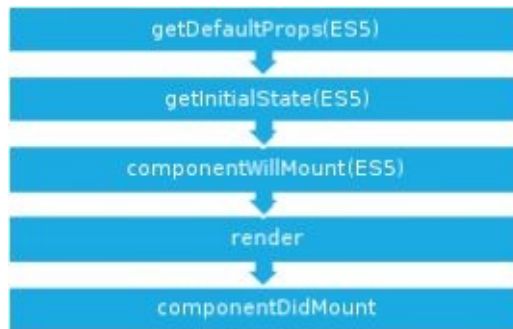 getDefaultProps(ES5)
getInitialState(ES5)
componentWillMount(ES5)
render
componentDidMount